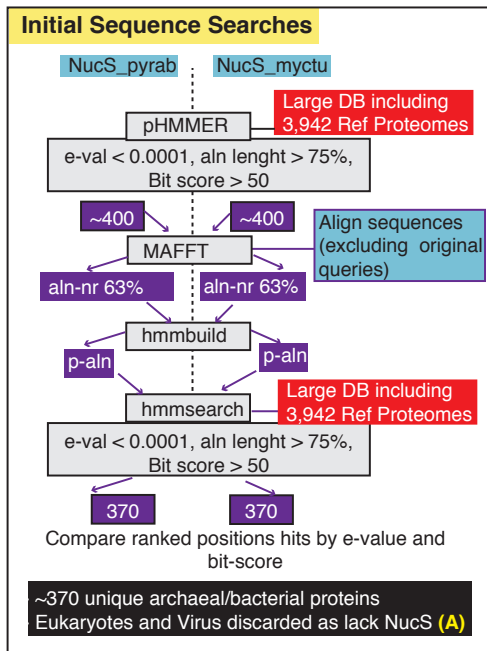 Initial Sequence Searches
NucS_pyrab NucS_myctu
Large DB including
3,942 Ref Proteomes
pHMMER
e-val < 0.0001, aln lenght > 75%,
Bit score > 50
~400 ~400
MAFFT
Align sequences
(excluding original
queries)
aln-nr 63% aln-nr 63%
hmmbuild
p-aln p-aln
hmmsearch
Large DB including
3,942 Ref Proteomes
e-val < 0.0001, aln lenght > 75%,
Bit score > 50
370 370
Compare ranked positions hits by e-value and
bit-score
- ~370 unique archaeal/bacterial proteins
- Eukaryotes and Virus discarded as lack NucS (A)